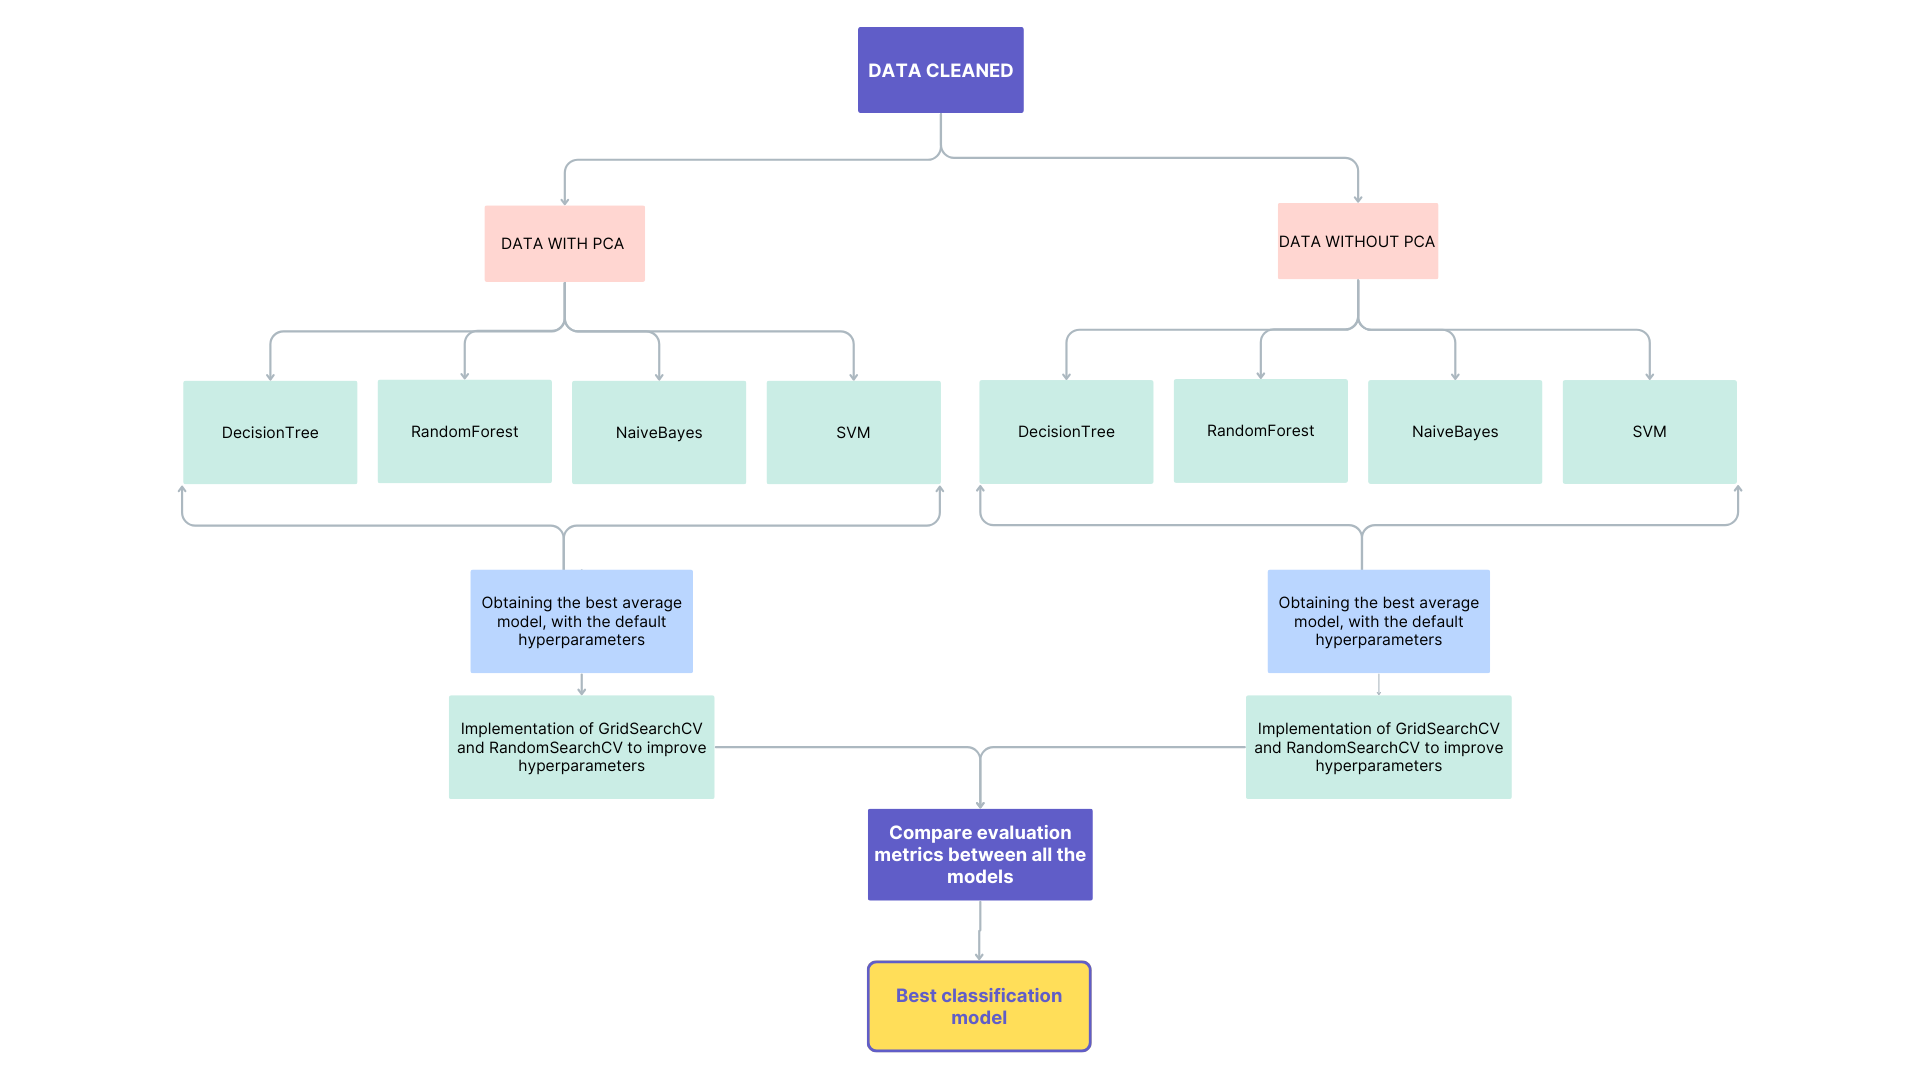 DATA CLEANED
DATA WITH PCA
DATA WITHOUT PCA
DecisionTree
RandomForest
NaiveBayes
SVM
DecisionTree
RandomForest
NaiveBayes
SVM
Obtaining the best average
model, with the default
hyperparameters
Obtaining the best average
model, with the default
hyperparameters
Implementation of GridSearchCV
and RandomSearchCV to improve
hyperparameters
Implementation of GridSearchCV
and RandomSearchCV to improve
hyperparameters
Compare evaluation
metrics between all the
models
Best classification
model